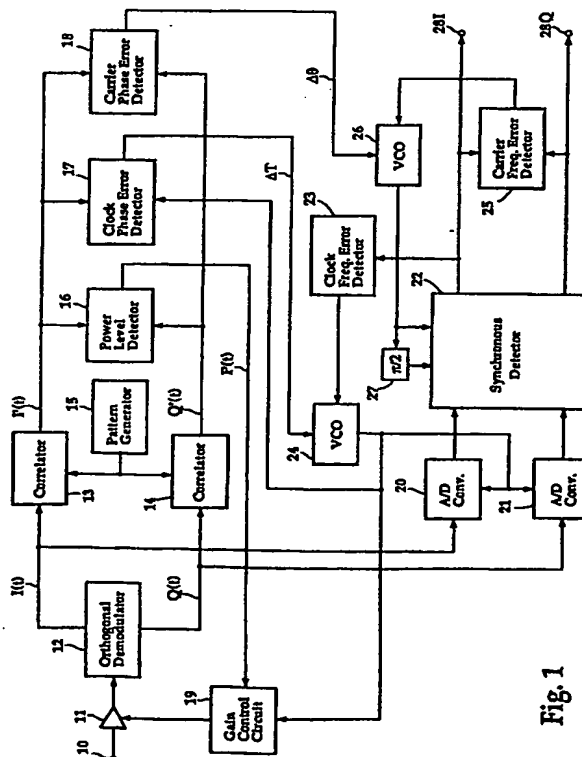 10
11
12
Orthogonal
Demodulator
I(t)
Q(t)
19
Gain
Control
Circuit
Correlator
13
14
Correlator
15
Pattern
Generator
I'(t)
Q'(t)
16
Power
Level
Detector
P(t)
17
Clock
Phase Error
Detector
ΔT
18
Carrier
Phase Error
Detector
Δθ
20
A/D
Conv.
21
A/D
Conv.
24
VCO
23
Clock
Freq. Error
Detector
26
VCO
27
π/2
22
Synchronous
Detector
Carrier
Freq. Error
Detector
25
28I
28Q
Fig. 1